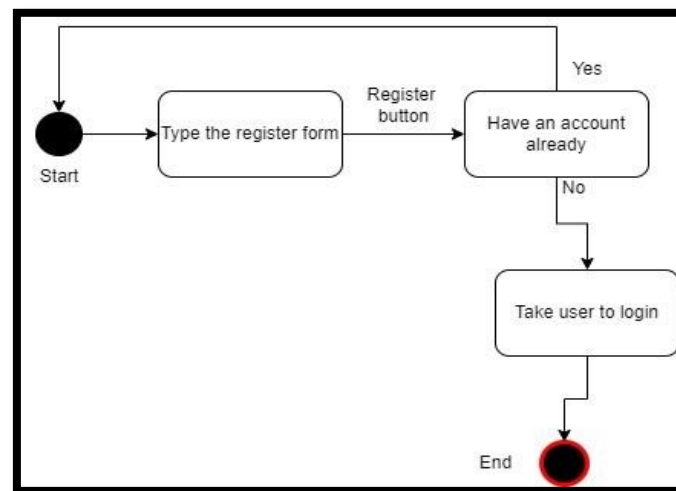 Yes
Register
button
Type the register form
Have an account
already
Start
No
Take user to login
End